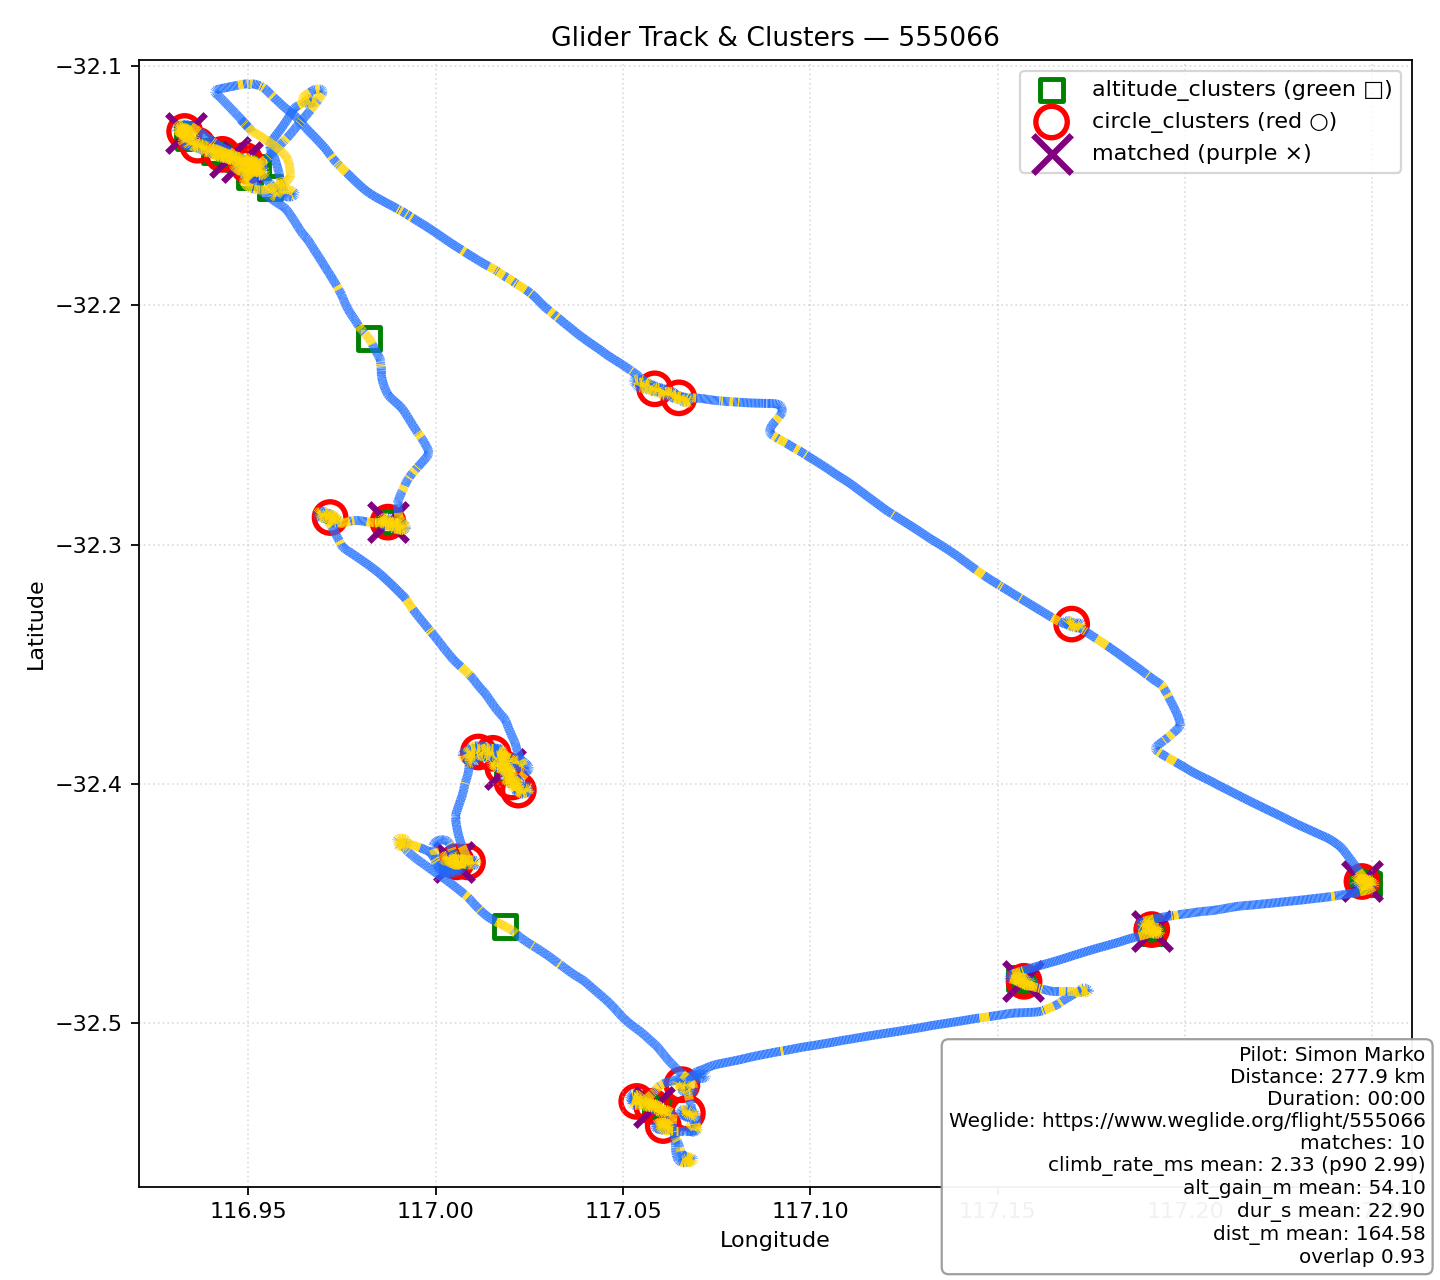 Glider Track & Clusters — 555066
altitude_clusters (green □)
circle_clusters (red ○)
matched (purple ×)
−32.1
−32.2
−32.3
−32.4
−32.5
Latitude
116.95
117.00
117.05
117.10
117.15
117.20
Longitude
Pilot: Simon Marko
Distance: 277.9 km
Duration: 00:00
Weglide: https://www.weglide.org/flight/555066
matches: 10
climb_rate_ms mean: 2.33 (p90 2.99)
alt_gain_m mean: 54.10
dur_s mean: 22.90
dist_m mean: 164.58
overlap 0.93